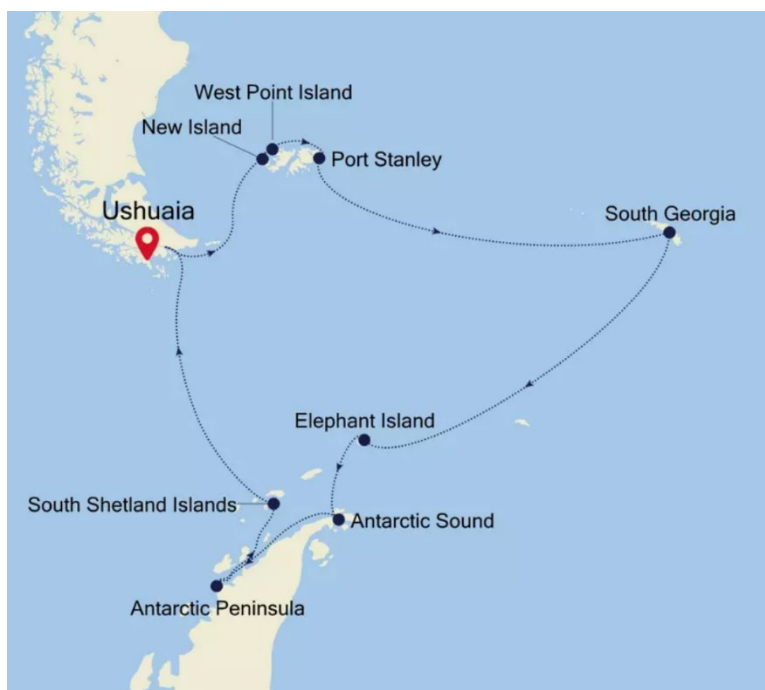 West Point Island
New Island
Port Stanley
Ushuaia
South Georgia
Elephant Island
South Shetland Islands
Antarctic Sound
Antarctic Peninsula